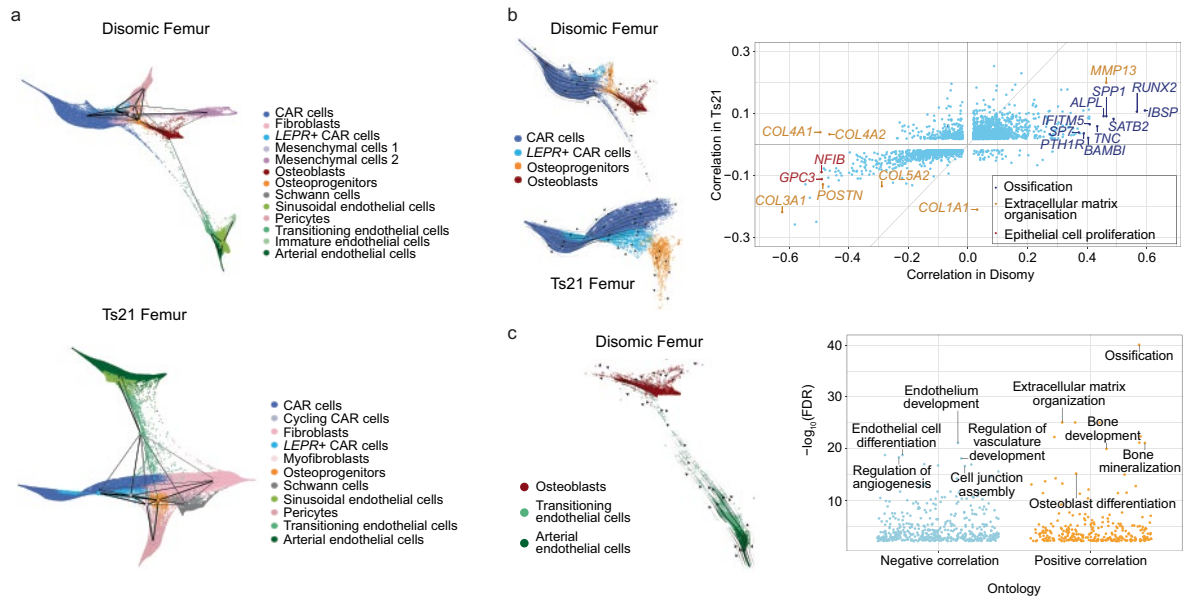 a
Disomic Femur
CAR cells
Fibroblasts
LEPR+ CAR cells
Mesenchymal cells 1
Mesenchymal cells 2
Osteoblasts
Osteoprogenitors
Schwann cells
Sinusoidal endothelial cells
Pericytes
Transitioning endothelial cells
Immature endothelial cells
Arterial endothelial cells
Ts21 Femur
CAR cells
Cycling CAR cells
Fibroblasts
LEPR+ CAR cells
Myofibroblasts
Osteoprogenitors
Schwann cells
Sinusoidal endothelial cells
Pericytes
Transitioning endothelial cells
Arterial endothelial cells
b
Disomic Femur
CAR cells
LEPR+ CAR cells
Osteoprogenitors
Osteoblasts
Ts21 Femur
Correlation in Ts21
0.3
0.1
−0.1
−0.3
MMP13
SPP1
RUNX2
ALPL
IBSP
IFITM5
SP7
SATB2
TNC
PTH1R
BAMBI
COL4A1
COL4A2
NFIB
GPC3
COL5A2
POSTN
COL3A1
COL1A1
Ossification
Extracellular matrix
organisation
Epithelial cell proliferation
−0.6
−0.4
−0.2
0.0
0.2
0.4
0.6
Correlation in Disomy
c
Disomic Femur
Osteoblasts
Transitioning
endothelial cells
Arterial
endothelial cells
−log10(FDR)
40
30
20
10
Ossification
Endothelium
development
Extracellular matrix
organization
Endothelial cell
differentiation
Regulation of
vasculature
development
Bone
development
Regulation of
angiogenesis
Cell junction
assembly
Bone
mineralization
Osteoblast differentiation
Negative correlation
Positive correlation
Ontology